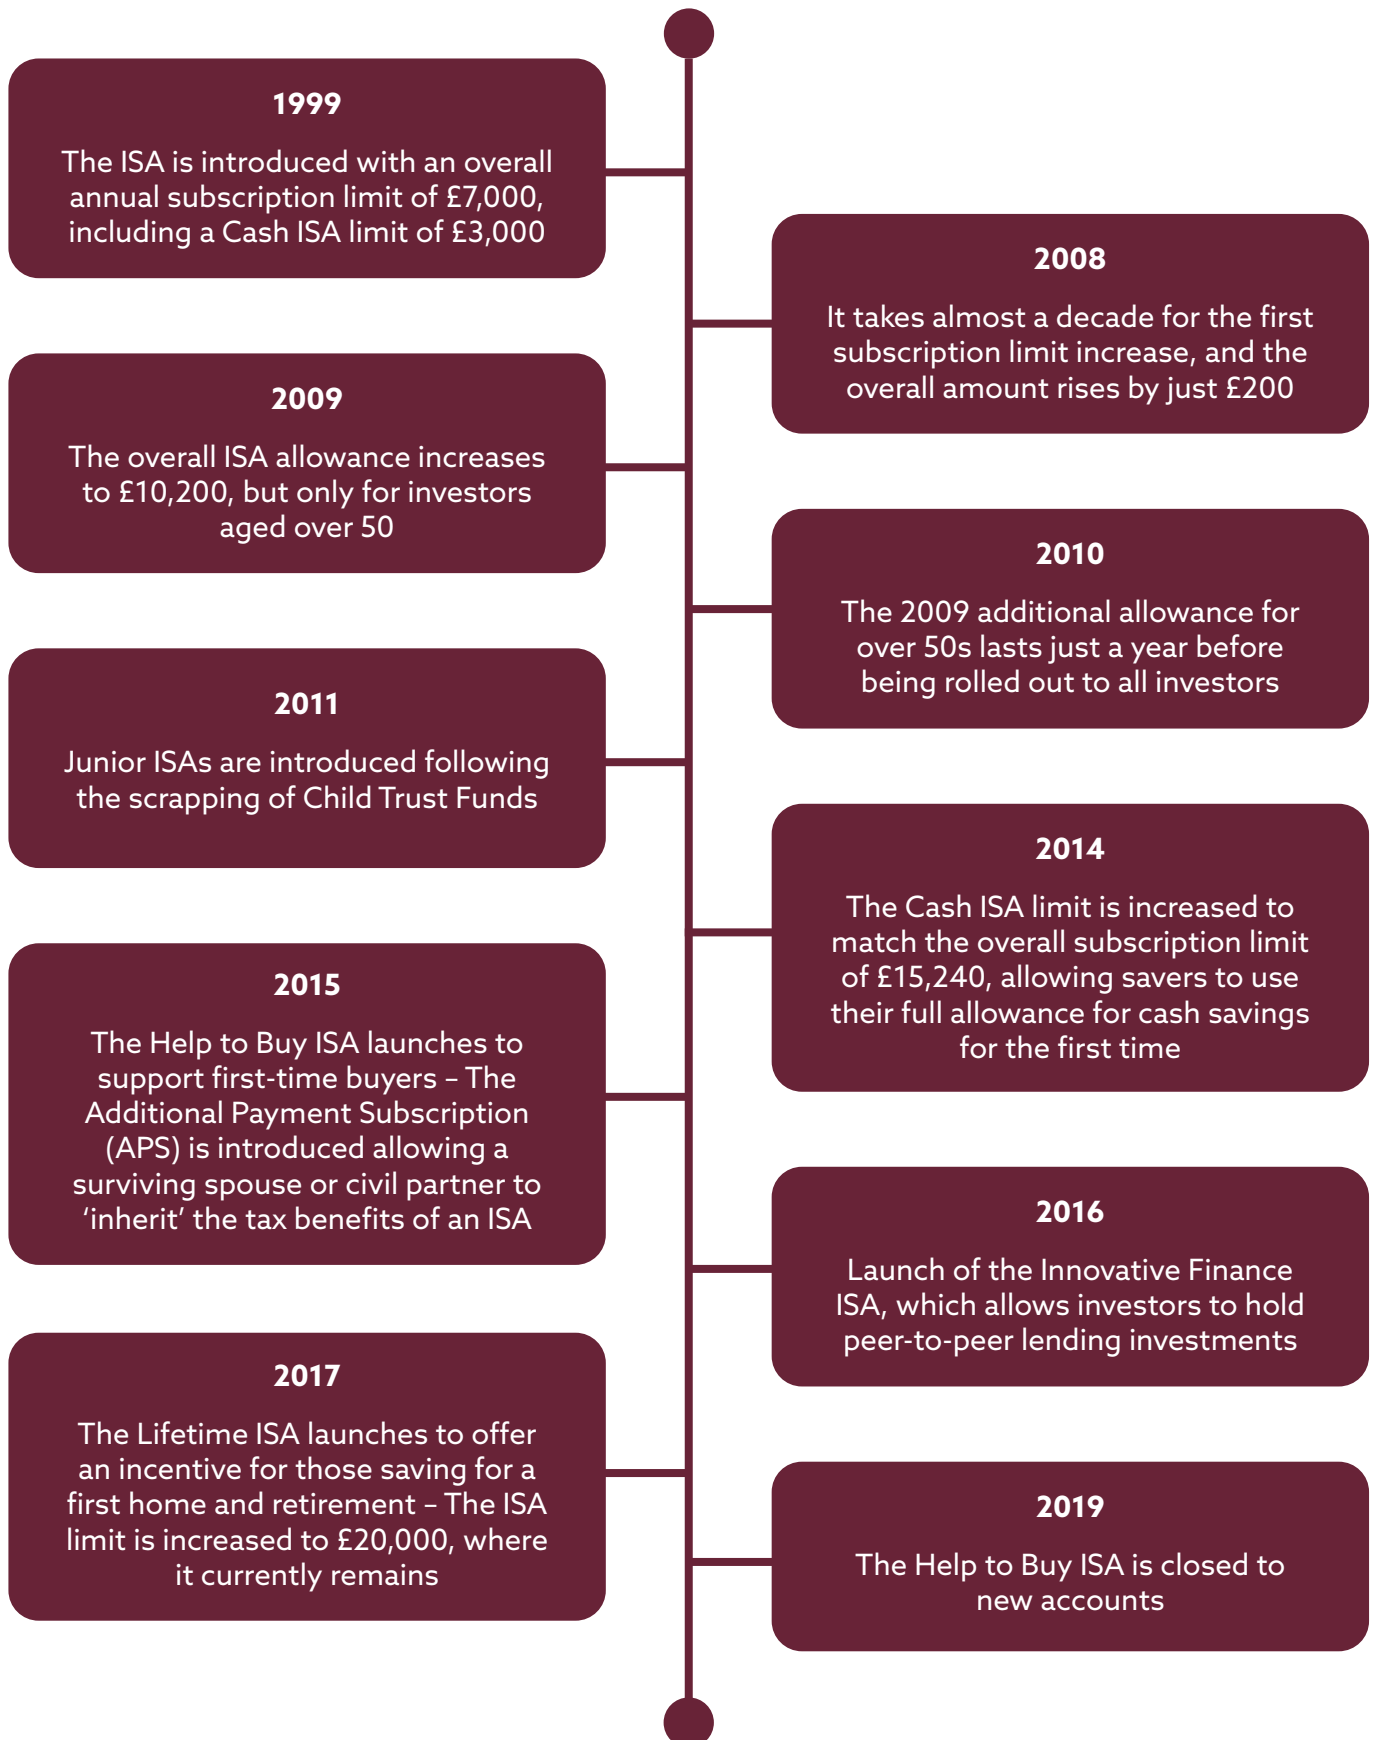 1999
The ISA is introduced with an overall
annual subscription limit of £7,000,
including a Cash ISA limit of £3,000
2008
It takes almost a decade for the first
subscription limit increase, and the
overall amount rises by just £200
2009
The overall ISA allowance increases
to £10,200, but only for investors
aged over 50
2010
The 2009 additional allowance for
over 50s lasts just a year before
being rolled out to all investors
2011
Junior ISAs are introduced following
the scrapping of Child Trust Funds
2014
The Cash ISA limit is increased to
match the overall subscription limit
of £15,240, allowing savers to use
their full allowance for cash savings
for the first time
2015
The Help to Buy ISA launches to
support first-time buyers – The
Additional Payment Subscription
(APS) is introduced allowing a
surviving spouse or civil partner to
‘inherit’ the tax benefits of an ISA
2016
Launch of the Innovative Finance
ISA, which allows investors to hold
peer-to-peer lending investments
2017
The Lifetime ISA launches to offer
an incentive for those saving for a
first home and retirement – The ISA
limit is increased to £20,000, where
it currently remains
2019
The Help to Buy ISA is closed to
new accounts